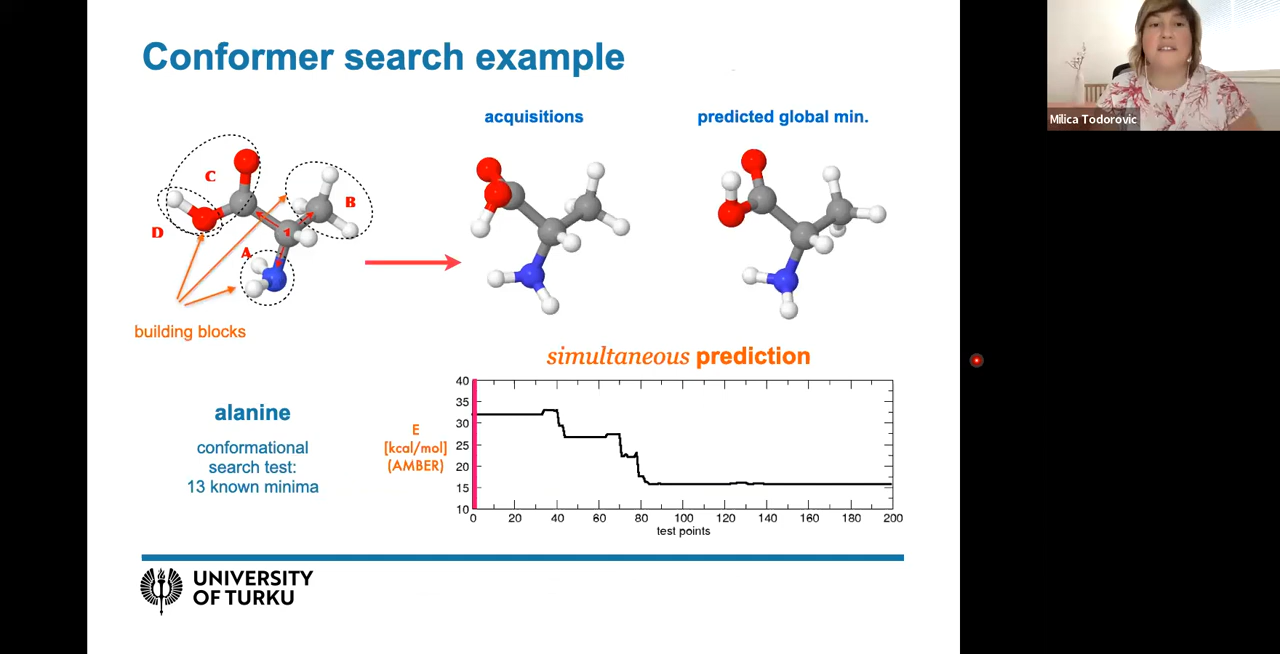 Conformer search example
Milica Todorovic
acquisitions
predicted global min.
C
B
D
A
building blocks
simultaneous prediction
alanine
conformational
search test:
13 known minima
E
[kcal/mol]
(AMBER)
40
35
30
25
20
15
10
0 20 40 60 80 100 120 140 160 180 200
test points
UNIVERSITY
OF TURKU